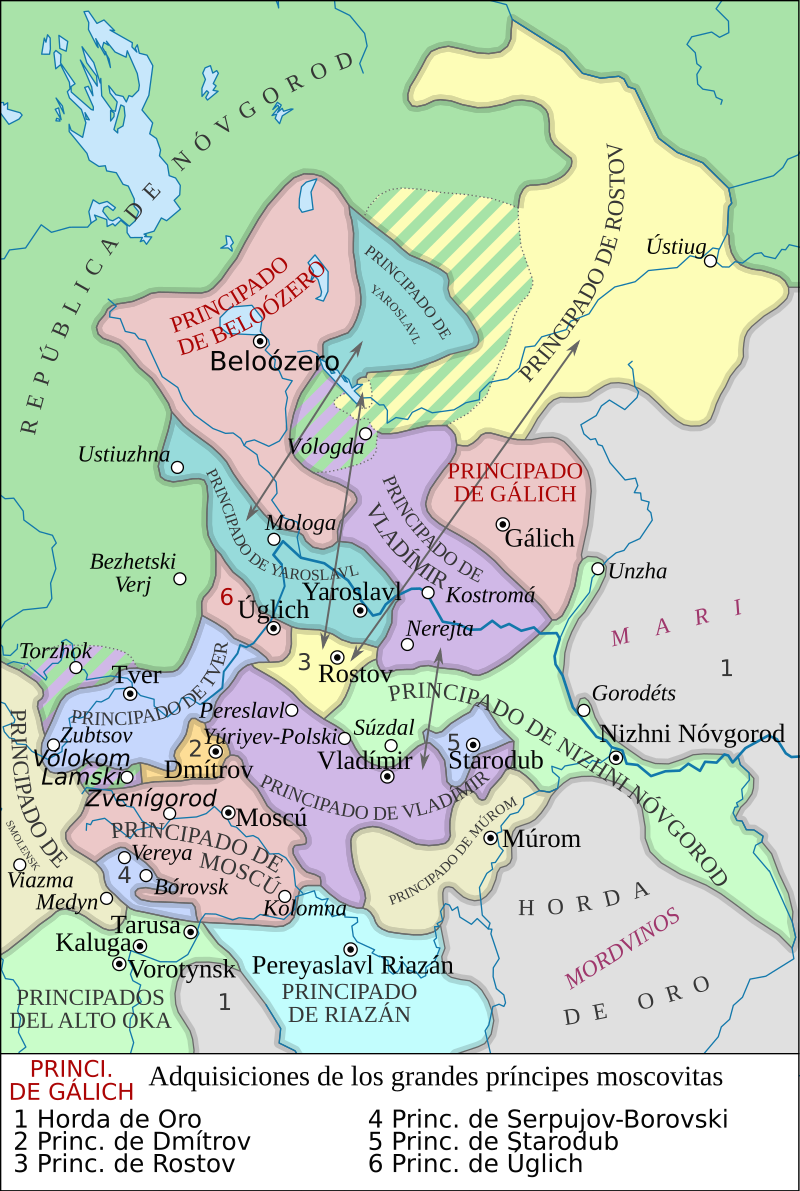 REPÚBLICA DE NÓVGOROD
PRINCIPADO DE ROSTOV
Ústiug
PRINCIPADO
DE BELOÓZERO
Beloózero
PRINCIPADO DE
YAROSLAVL
Vólogda
Ustiuzhna
PRINCIPADO DE YAROSLAVL
Mologa
PRINCIPADO DE
VLADÍMIR
PRINCIPADO
DE GÁLICH
Gálich
Bezhetski
Verj
Unzha
6
Úglich
Yaroslavl
Kostromá
Nerejta
MARI
1
Torzhok
Tver
PRINCIPADO DE TVER
3
Rostov
PRINCIPADO DE NIZHNI NÓVGOROD
Gorodéts
Pereslavl
Zubtsov
Yúriyev-Polski
Súzdal
Nizhni Nóvgorod
Volokom
Lamski
2
Dmítrov
Vladímir
5
Starodub
PRINCIPADO DE
SMOLENSK
Zvenígorod
PRINCIPADO DE VLADÍMIR
Moscú
PRINCIPADO DE
MOSCÚ
PRINCIPADO DE MÚROM
Múrom
Vereya
4
Bórovsk
Viazma
Medyn
Kolomna
HORDA
DE ORO
MORDVINOS
Tarusa
Kaluga
Vorotynsk
Pereyaslavl Riazán
PRINCIPADO
DE RIAZÁN
PRINCIPADOS
DEL ALTO OKA
1
PRINCI.
DE GÁLICH
Adquisiciones de los grandes príncipes moscovitas
1 Horda de Oro
2 Princ. de Dmítrov
3 Princ. de Rostov
4 Princ. de Serpujov-Borovski
5 Princ. de Starodub
6 Princ. de Úglich